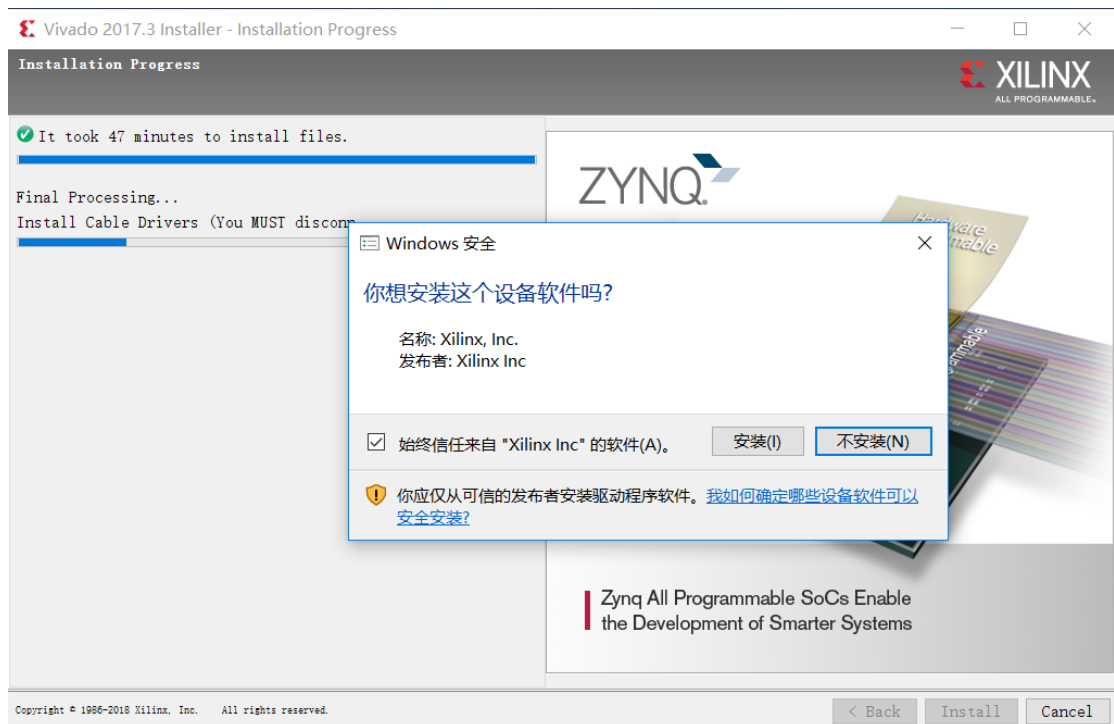 Vivado 2017.3 Installer - Installation Progress
Installation Progress
XILINX
ALL PROGRAMMABLE™
It took 47 minutes to install files.
Final Processing...
Install Cable Drivers (You MUST disconn
ZYNQ
Hardware
Windows 安全
你想安装这个设备软件吗?
名称: Xilinx, Inc.
发布者: Xilinx Inc
始终信任来自 "Xilinx Inc" 的软件(A)。
安装(I)
不安装(N)
你应仅从可信的发布者安装驱动程序软件。我如何确定哪些设备软件可以
安全安装?
Zynq All Programmable SoCs Enable
the Development of Smarter Systems
Copyright © 1986-2018 Xilinx, Inc. All rights reserved.
< Back
Install
Cancel